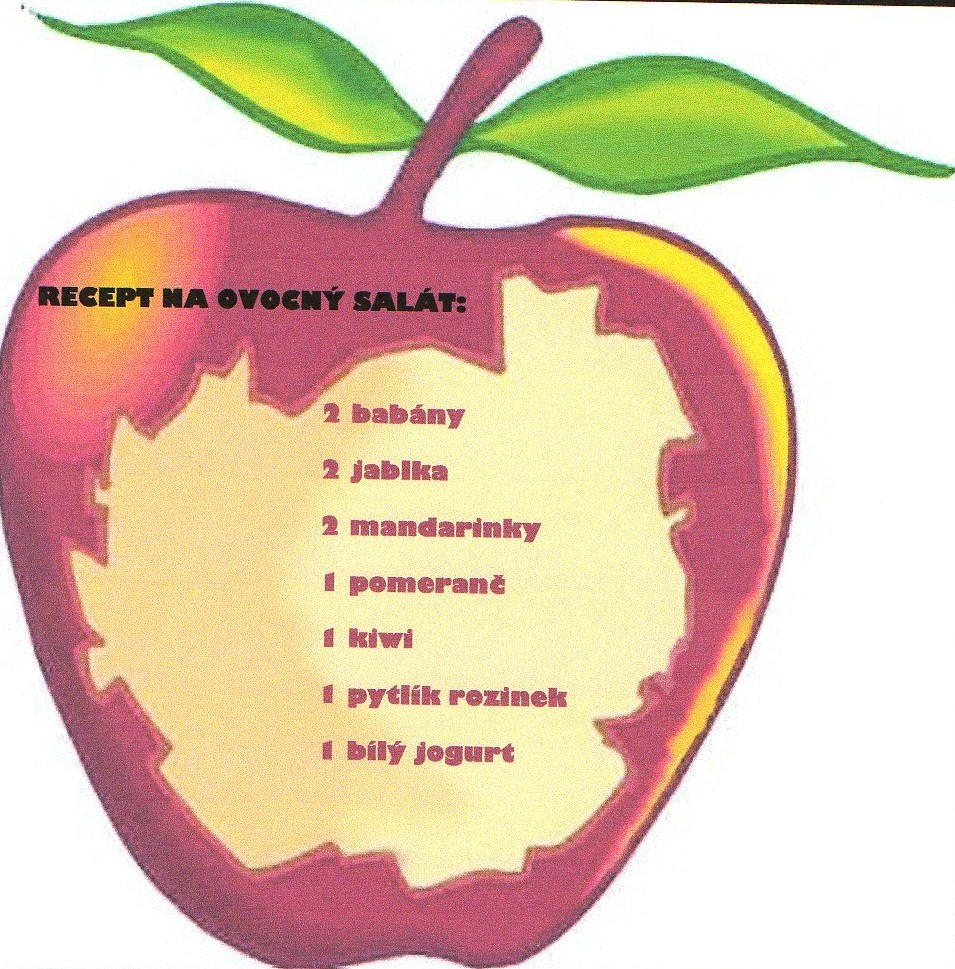 RECEPT NA OVOCNÝ SALÁT:
2 babány
2 jablka
2 mandarinky
1 pomeranč
1 kiwi
1 pytlík rozinek
1 bílý jogurt